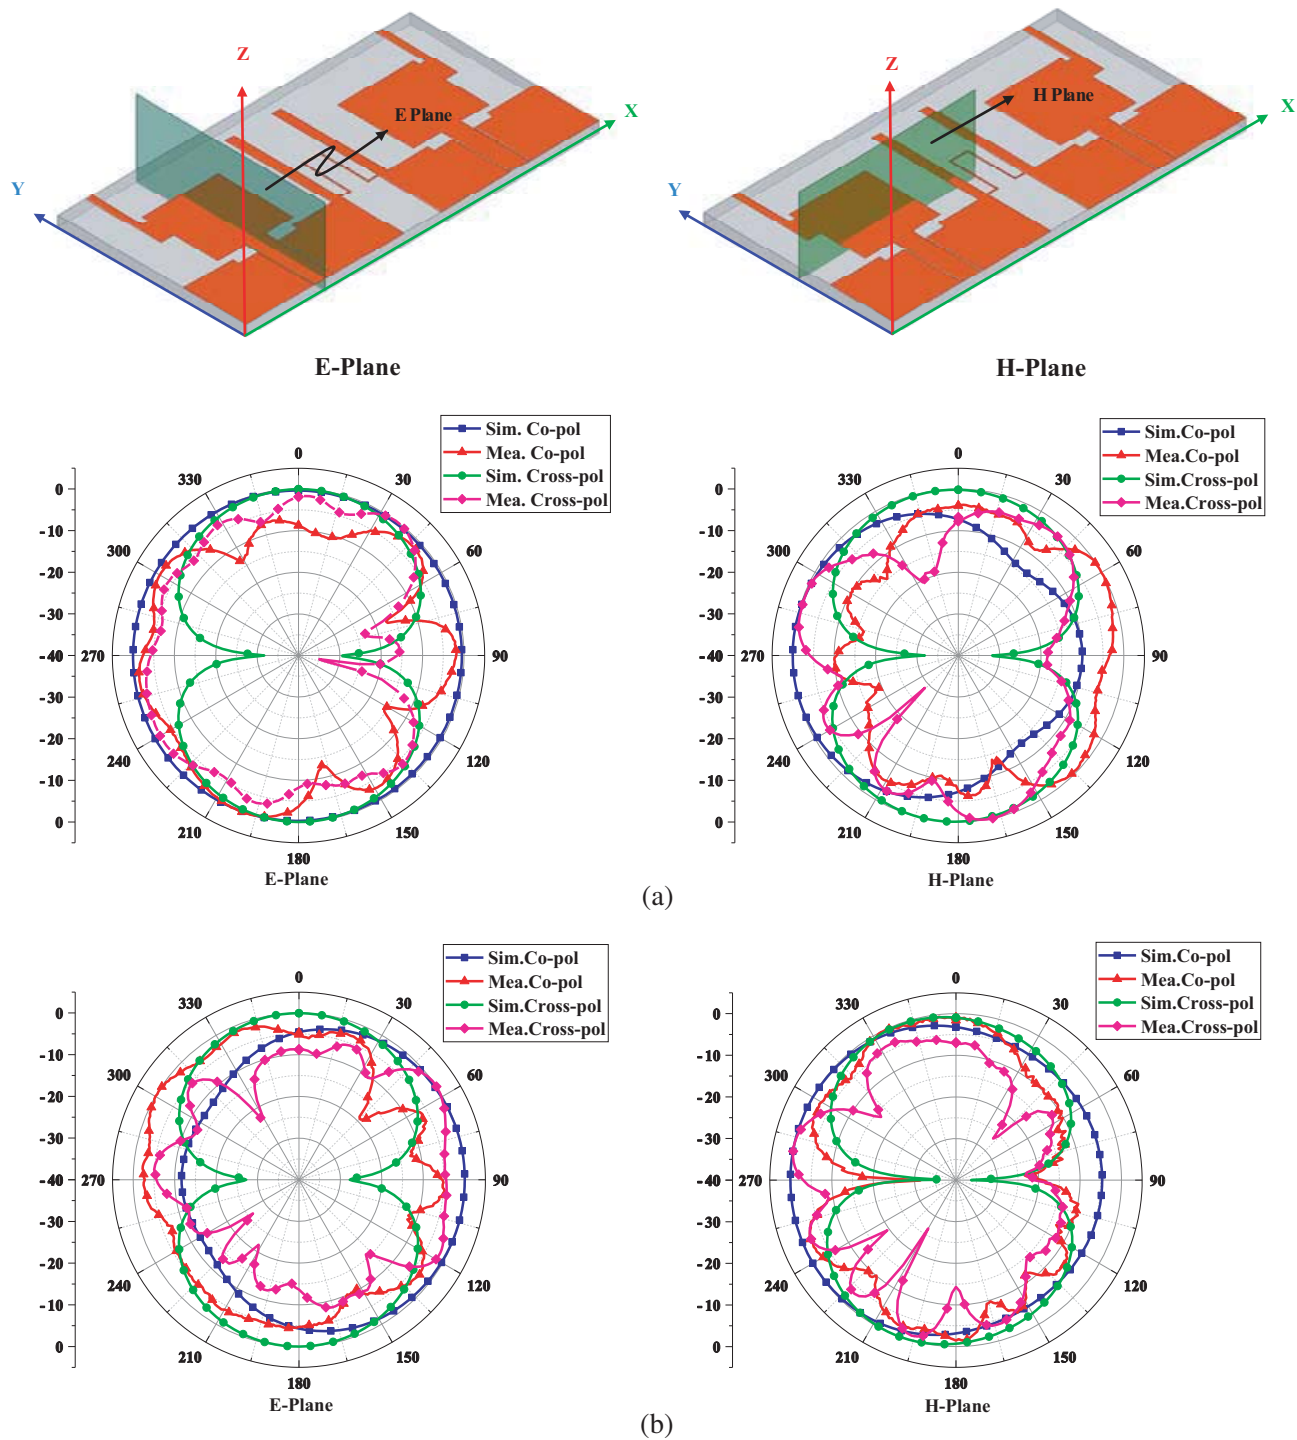 Z
E Plane
X
Y
E-Plane
Z
H Plane
X
Y
H-Plane
Sim. Co-pol
Mea. Co-pol
Sim. Cross-pol
Mea. Cross-pol
0
30
60
90
120
150
180
210
240
270
300
330
0
-10
-20
-30
-40
-30
-20
-10
0
E-Plane
Sim.Co-pol
Mea.Co-pol
Sim.Cross-pol
Mea.Cross-pol
0
30
60
90
120
150
180
210
240
270
300
330
0
-10
-20
-30
-40
-30
-20
-10
0
H-Plane
(a)
Sim.Co-pol
Mea.Co-pol
Sim.Cross-pol
Mea.Cross-pol
0
30
60
90
120
150
180
210
240
270
300
330
0
-10
-20
-30
-40
-30
-20
-10
0
E-Plane
Sim.Co-pol
Mea.Co-pol
Sim.Cross-pol
Mea.Cross-pol
0
30
60
90
120
150
180
210
240
270
300
330
0
-10
-20
-30
-40
-30
-20
-10
0
H-Plane
(b)